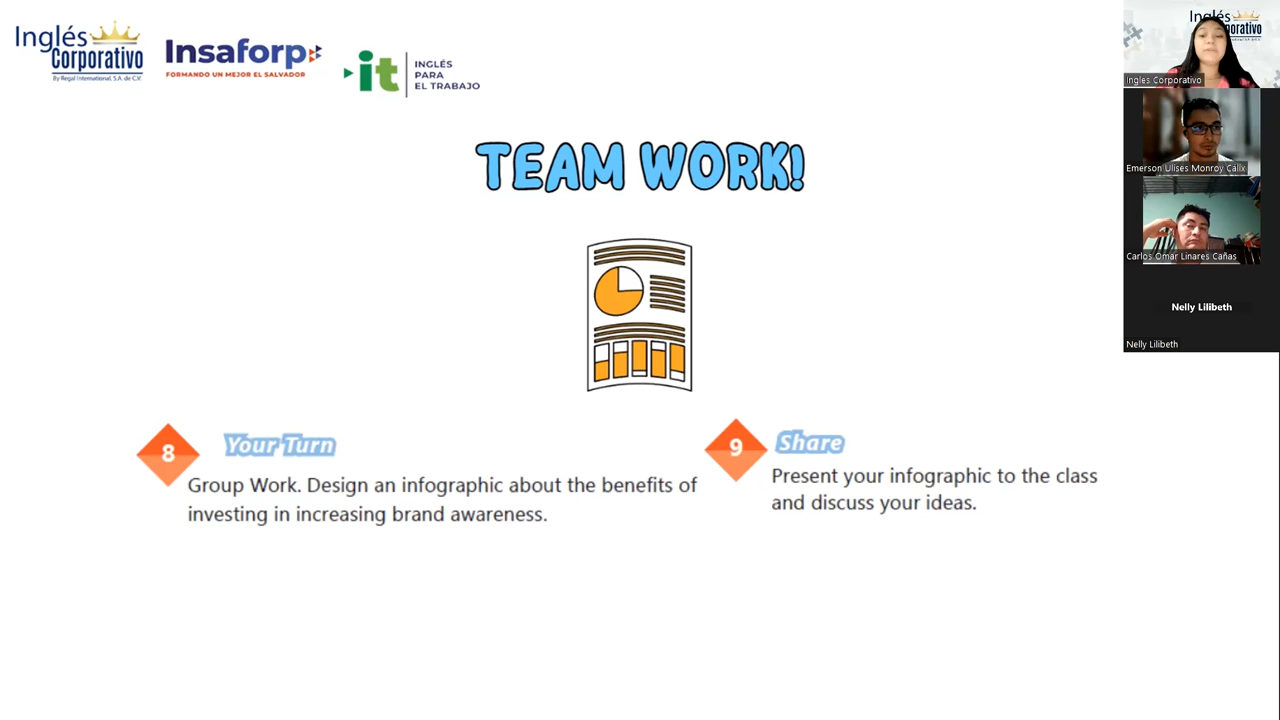 Inglés
Corporativo
By Regal International, S.A. de C.V.
Insaforp
FORMANDO UN MEJOR EL SALVADOR
it
INGLÉS
PARA
EL TRABAJO
TEAM WORK!
8
Your Turn
Group Work. Design an infographic about the benefits of
investing in increasing brand awareness.
9
Share
Present your infographic to the class
and discuss your ideas.
Inglés
Corporativo
Ingles Corporativo
Emerson Ulises Monroy Calix
Carlos Omar Linares Cañas
Nelly Lilibeth
Nelly Lilibeth